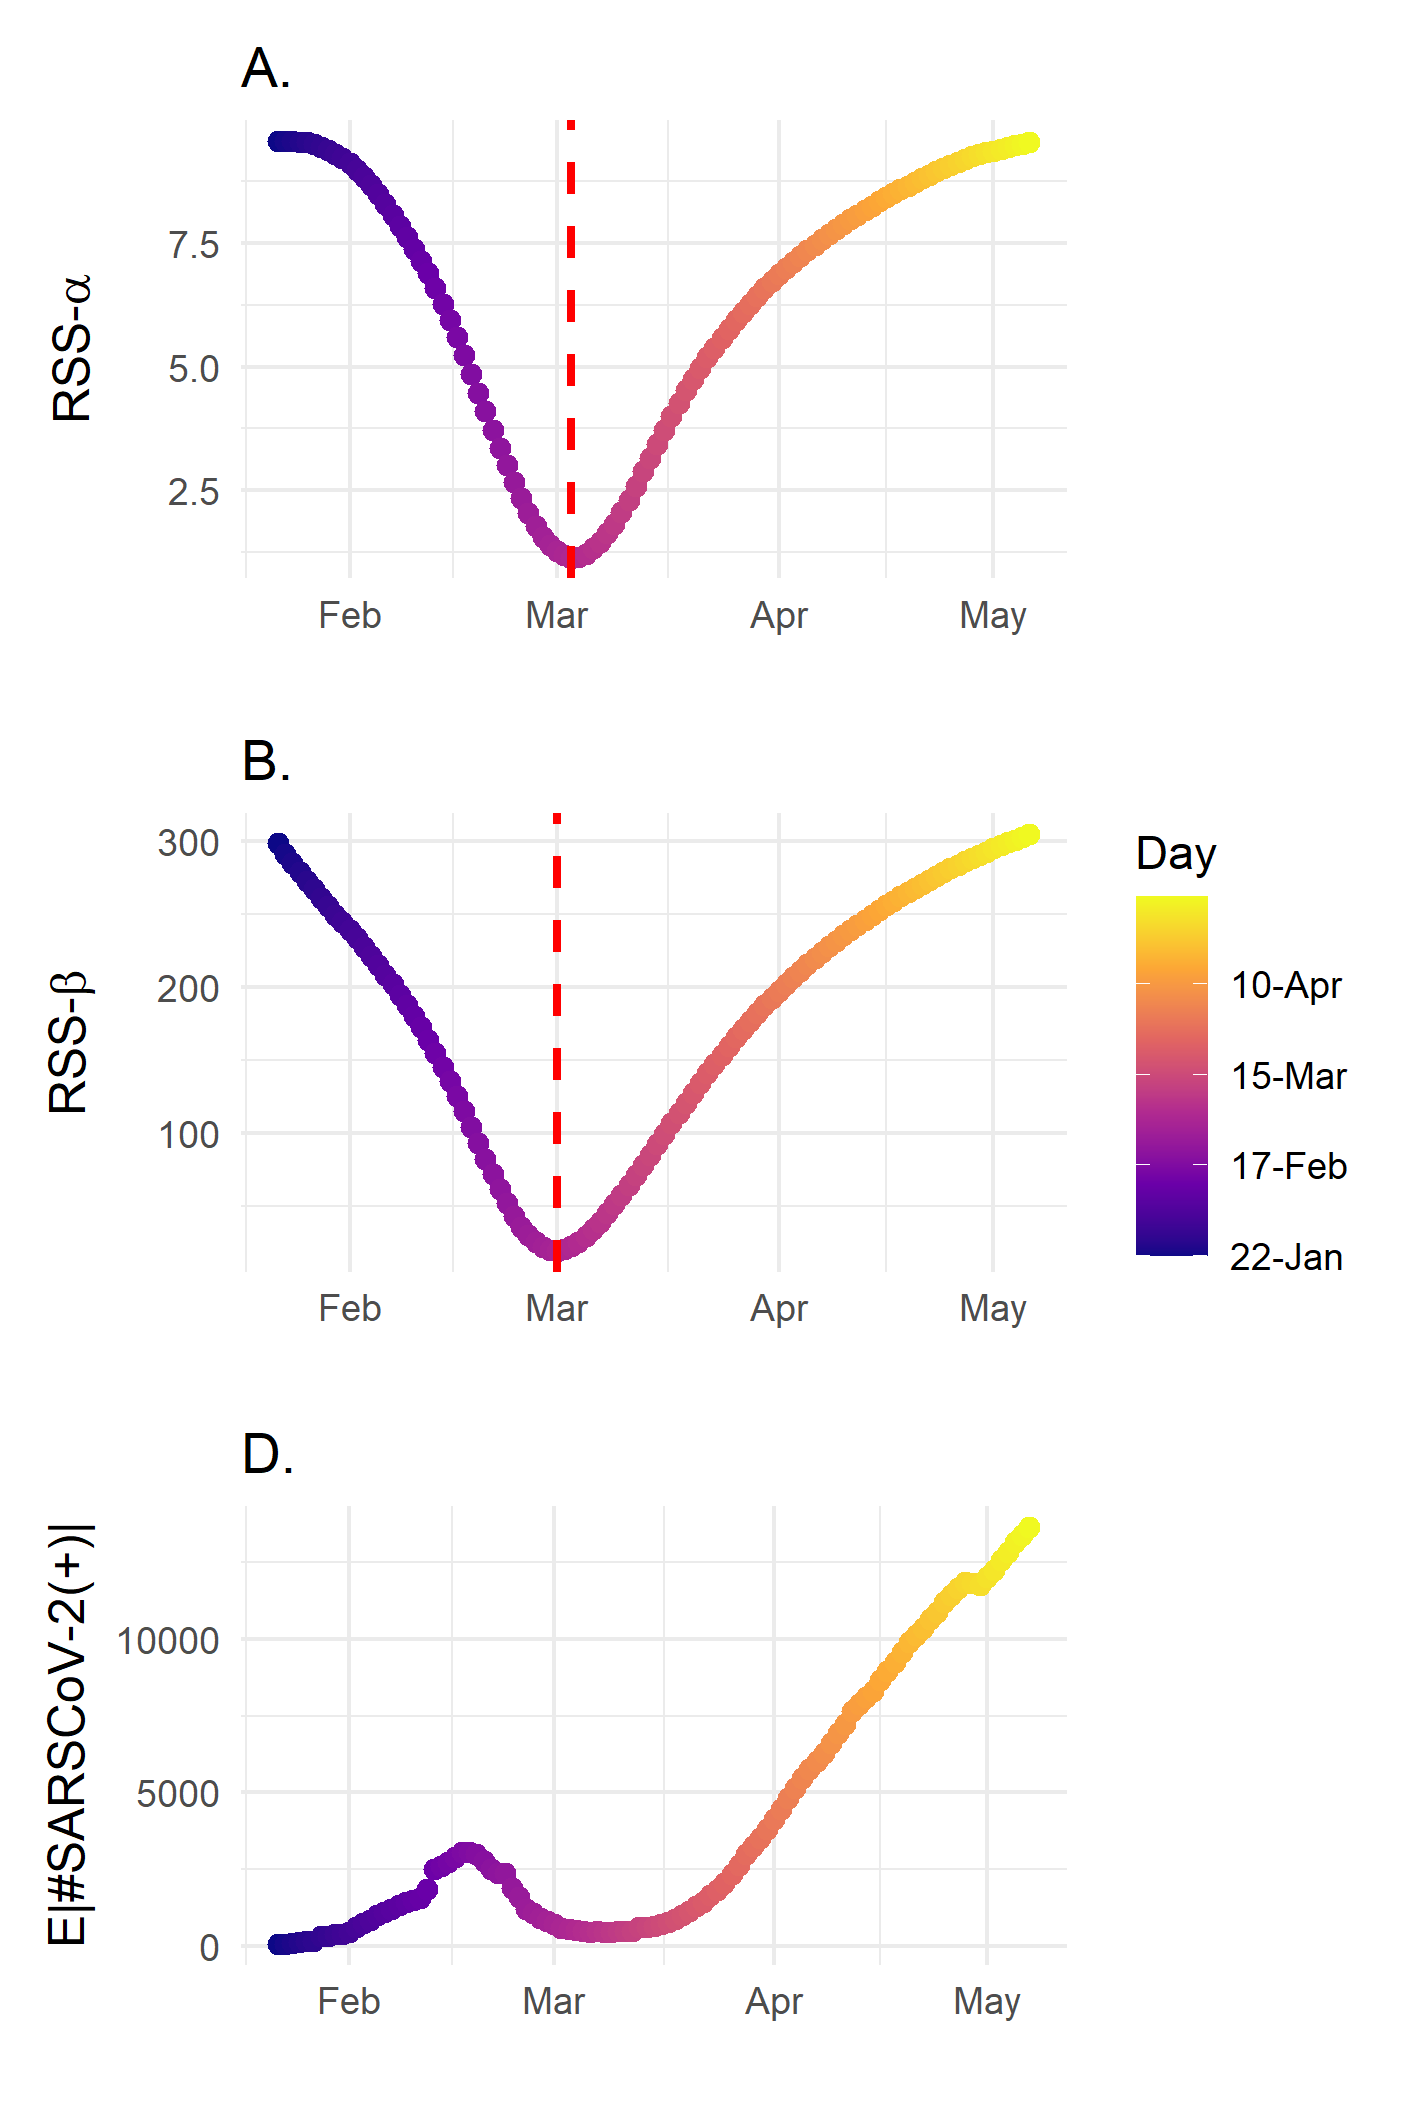 A.
RSS-α
7.5
5.0
2.5
Feb Mar Apr May
B.
RSS-β
300
200
100
Feb Mar Apr May
Day
10-Apr
15-Mar
17-Feb
22-Jan
D.
E|#SARSCoV-2(+)|
10000
5000
0
Feb Mar Apr May